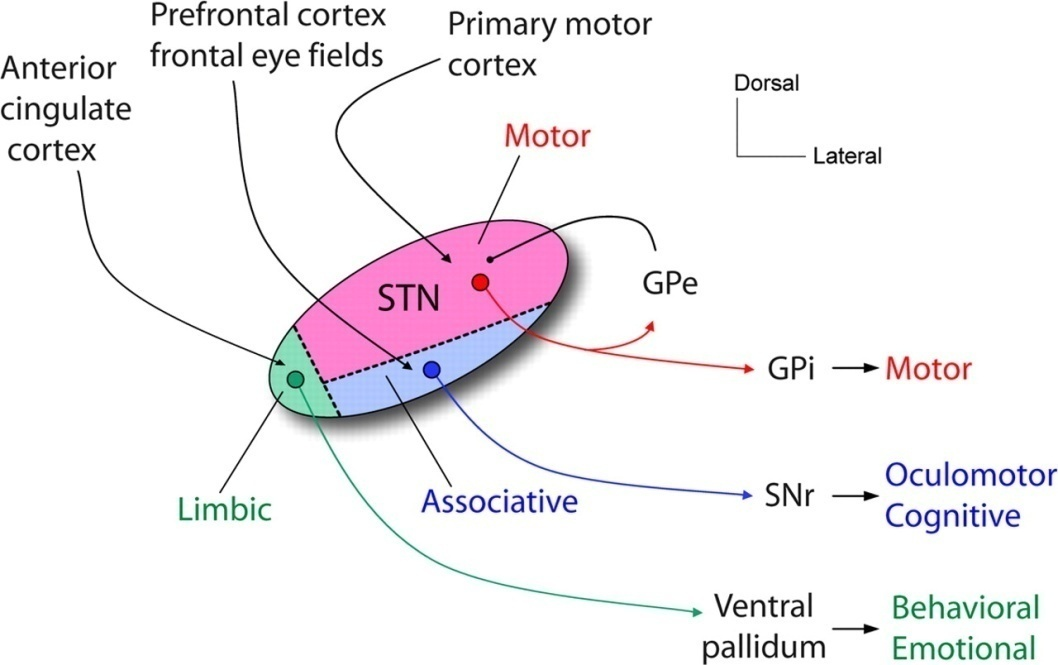 Prefrontal cortex
frontal eye fields
Primary motor
cortex
Anterior
cingulate
cortex
Dorsal
Lateral
Motor
STN
GPe
GPi
Motor
Limbic
Associative
SNr
Oculomotor
Cognitive
Ventral
pallidum
Behavioral
Emotional